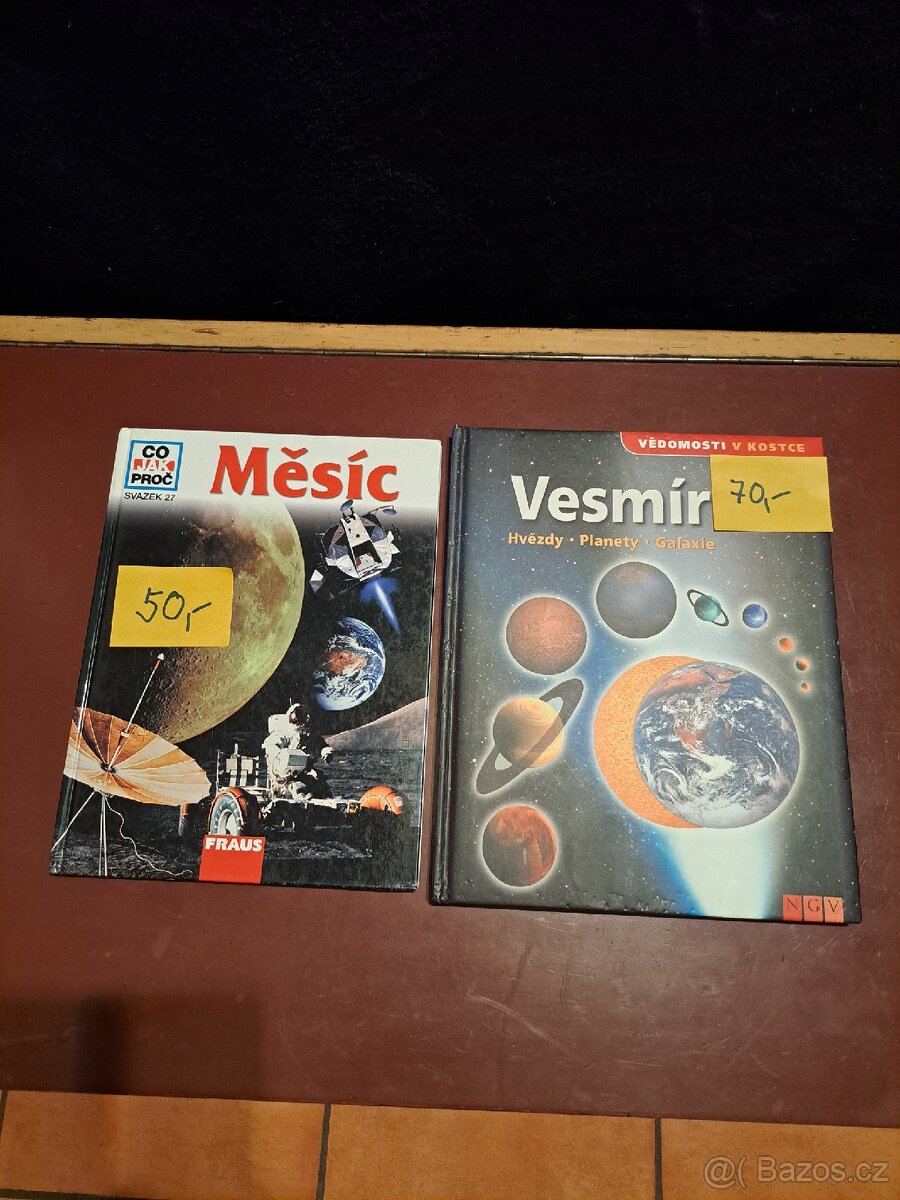 CO
JAK
PROČ
SVAZEK 27
Měsíc
50,-
FRAUS
VĚDOMOSTI V KOSTCE
Vesmír
70,-
Hvězdy • Planety • Galaxie
NGV
@( Bazos.cz